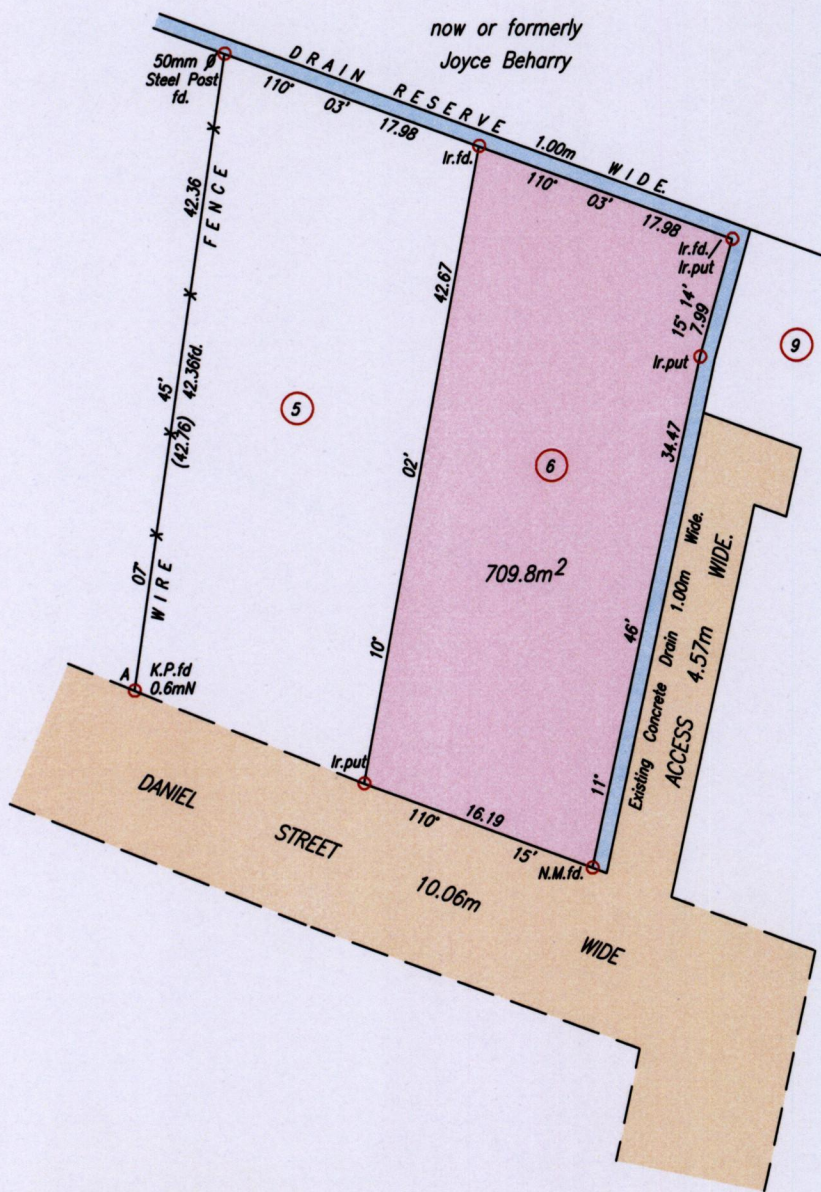 now or formerly
Joyce Beharry
50mm Ø
Steel Post
fd.
DRAIN RESERVE 1.00m WIDE.
110° 03' 17.98
Ir.fd.
110° 03' 17.98
Ir.fd./
Ir.put
42.36
WIRE FENCE
07° 45' 42.36fd.
(42.76)
42.67
10° 02'
15° 14'
7.99
Ir.put
9
5
6
34.47
11° 46'
709.8m²
Existing Concrete Drain 1.00m Wide.
ACCESS 4.57m WIDE.
A
K.P.fd
0.6mN
Ir.put
110° 16.19 15'
N.M.fd.
DANIEL STREET 10.06m WIDE